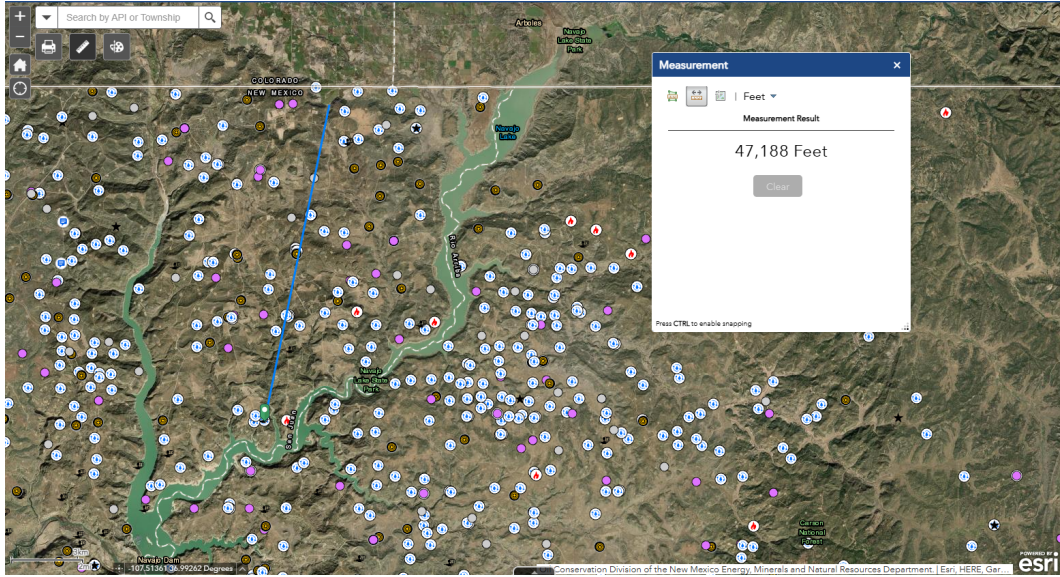 +
Search by API or Township
−
Arboles
Navajo
Lake State
Park
COLORADO
NEW MEXICO
Navajo
Lake
Measurement
×
| Feet
Measurement Result
47,188 Feet
Clear
Press CTRL to enable snapping
Rio Arriba
Navajo
Lake State
Park
San Juan
Carson
National
Forest
3km
2mi
Navajo Dam
-107.51361 36.99262 Degrees
Conservation Division of the New Mexico Energy, Minerals and Natural Resources Department. | Esri, HERE, Gar...
POWERED BY
esri